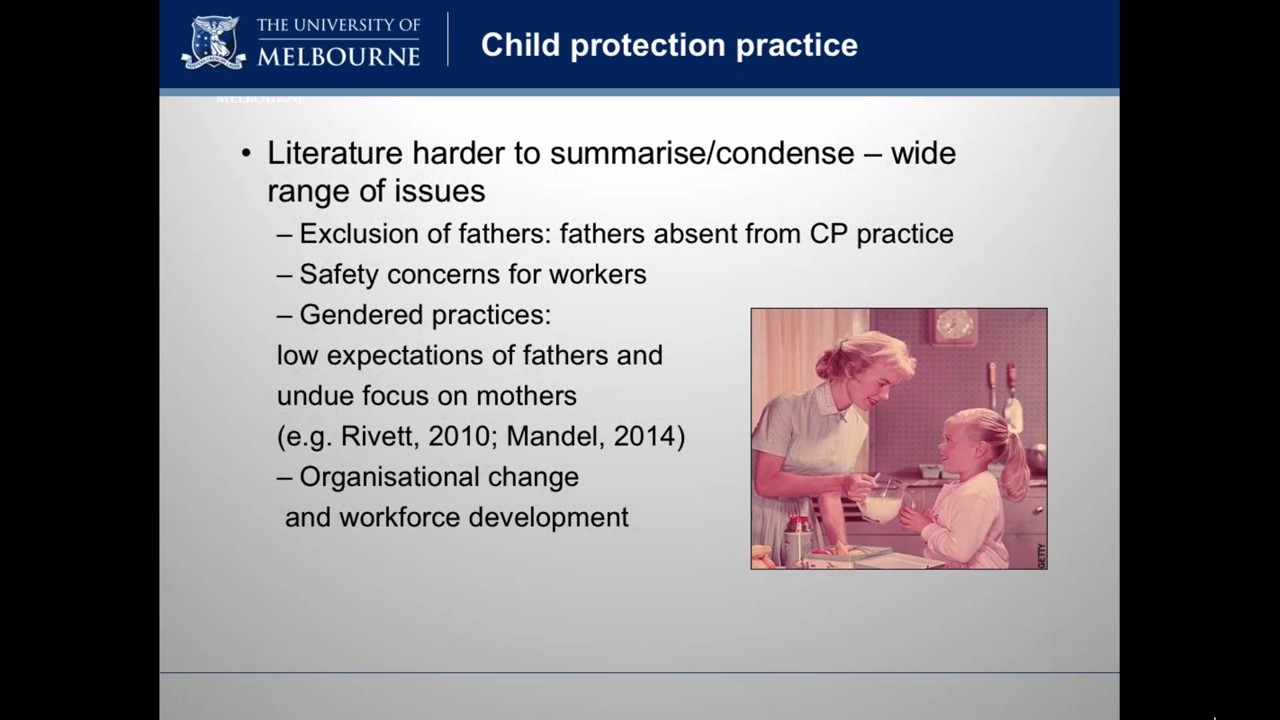 THE UNIVERSITY OF
MELBOURNE
Child protection practice
MELBOURNE
• Literature harder to summarise/condense – wide
range of issues
– Exclusion of fathers: fathers absent from CP practice
– Safety concerns for workers
– Gendered practices:
low expectations of fathers and
undue focus on mothers
(e.g. Rivett, 2010; Mandel, 2014)
– Organisational change
and workforce development
GETTY